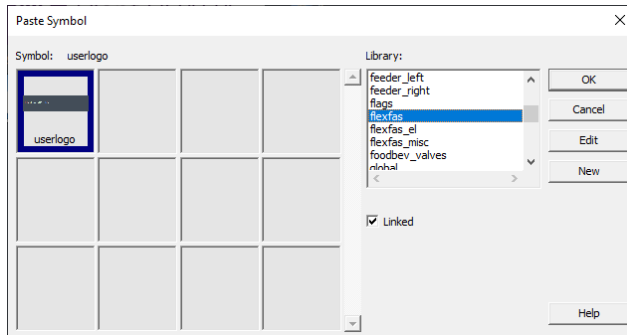 Paste Symbol
Symbol: userlogo
Library:
userlogo
feeder_left
feeder_right
flags
flexfas
flexfas_el
flexfas_misc
foodbev_valves
global
Linked
OK
Cancel
Edit
New
Help